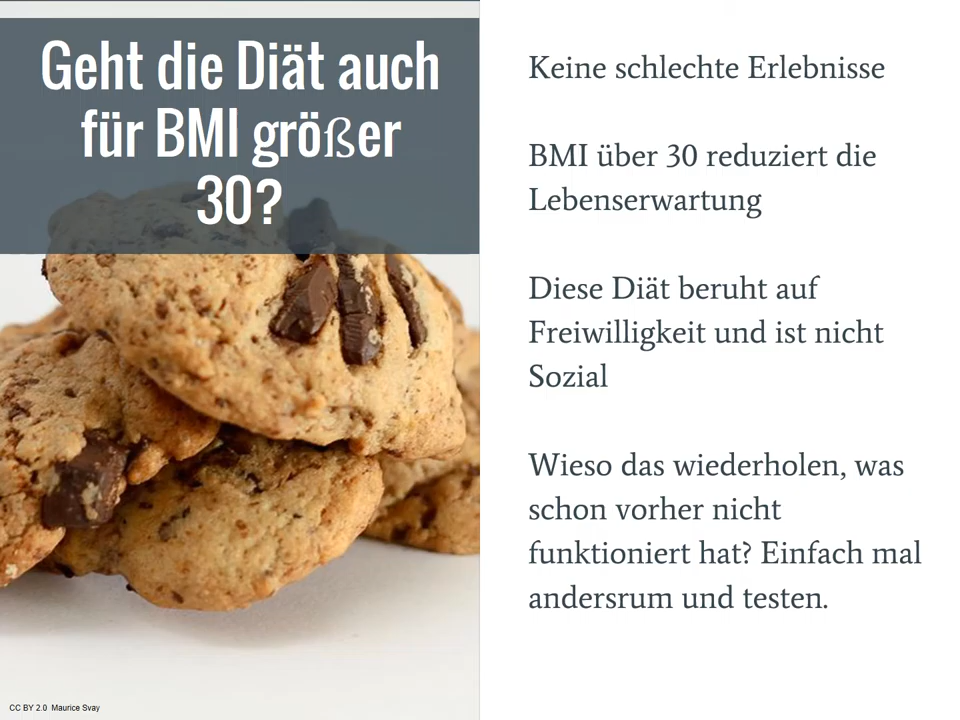 Geht die Diät auch
für BMI größer
30?
Keine schlechte Erlebnisse
BMI über 30 reduziert die
Lebenserwartung
Diese Diät beruht auf
Freiwilligkeit und ist nicht
Sozial
Wieso das wiederholen, was
schon vorher nicht
funktioniert hat? Einfach mal
andersrum und testen.
CC BY 2.0 Maurice Svay